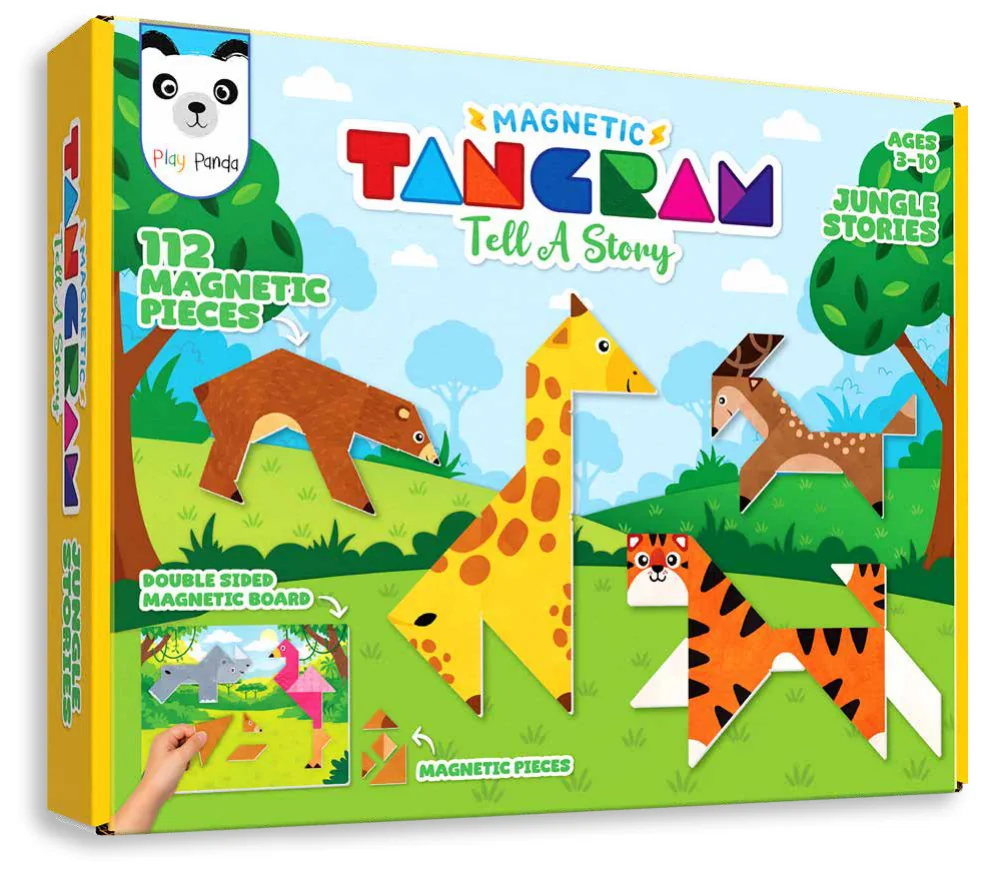 Play Panda
MAGNETIC
TANGRAM
Tell A Story
AGES
3-10
JUNGLE
STORIES
112
MAGNETIC
PIECES
DOUBLE SIDED
MAGNETIC BOARD
MAGNETIC PIECES
MAGNETIC
TANGRAM
Tell A Story
JUNGLE
STORIES